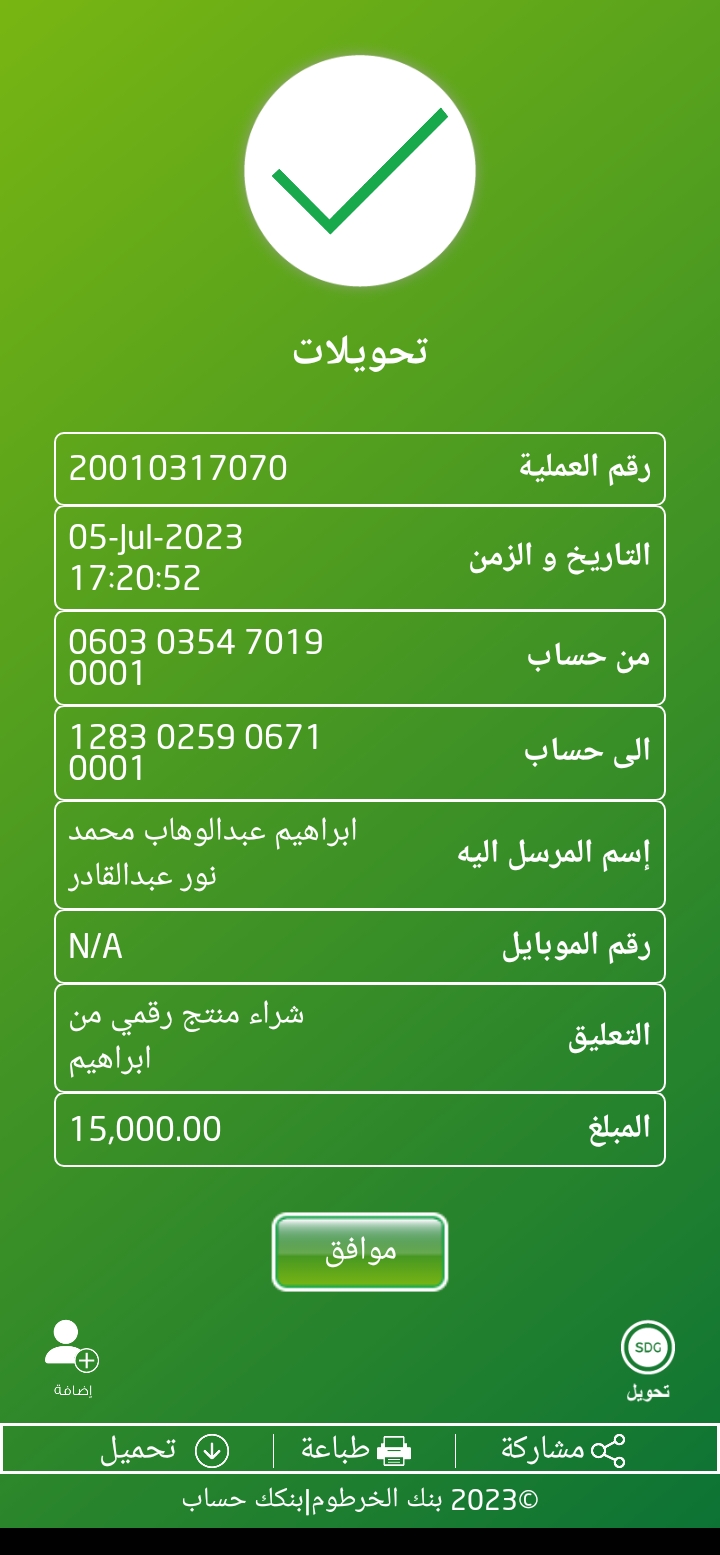 تحويلات
رقم العملية
20010317070
التاريخ و الزمن
05-Jul-2023
17:20:52
من حساب
0603 0354 7019
0001
الى حساب
1283 0259 0671
0001
إسم المرسل اليه
ابراهيم عبدالوهاب محمد
نور عبدالقادر
رقم الموبايل
N/A
التعليق
شراء منتج رقمي من
ابراهيم
المبلغ
15,000.00
موافق
SDG
تحويل
إضافة
مشاركة
طباعة
تحميل
©2023 بنك الخرطوم|بنكك حساب